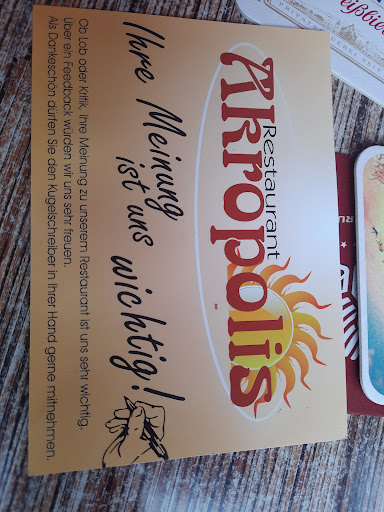 Restaurant
Akropolis
Ihre Meinung
ist uns wichtig!
Ob Lob oder Kritik, Ihre Meinung zu unserem Restaurant ist uns sehr wichtig.
Über ein Feedback würden wir uns sehr freuen.
Als Dankeschön dürfen Sie den Kugelschreiber in Ihrer Hand gerne mitnehmen.